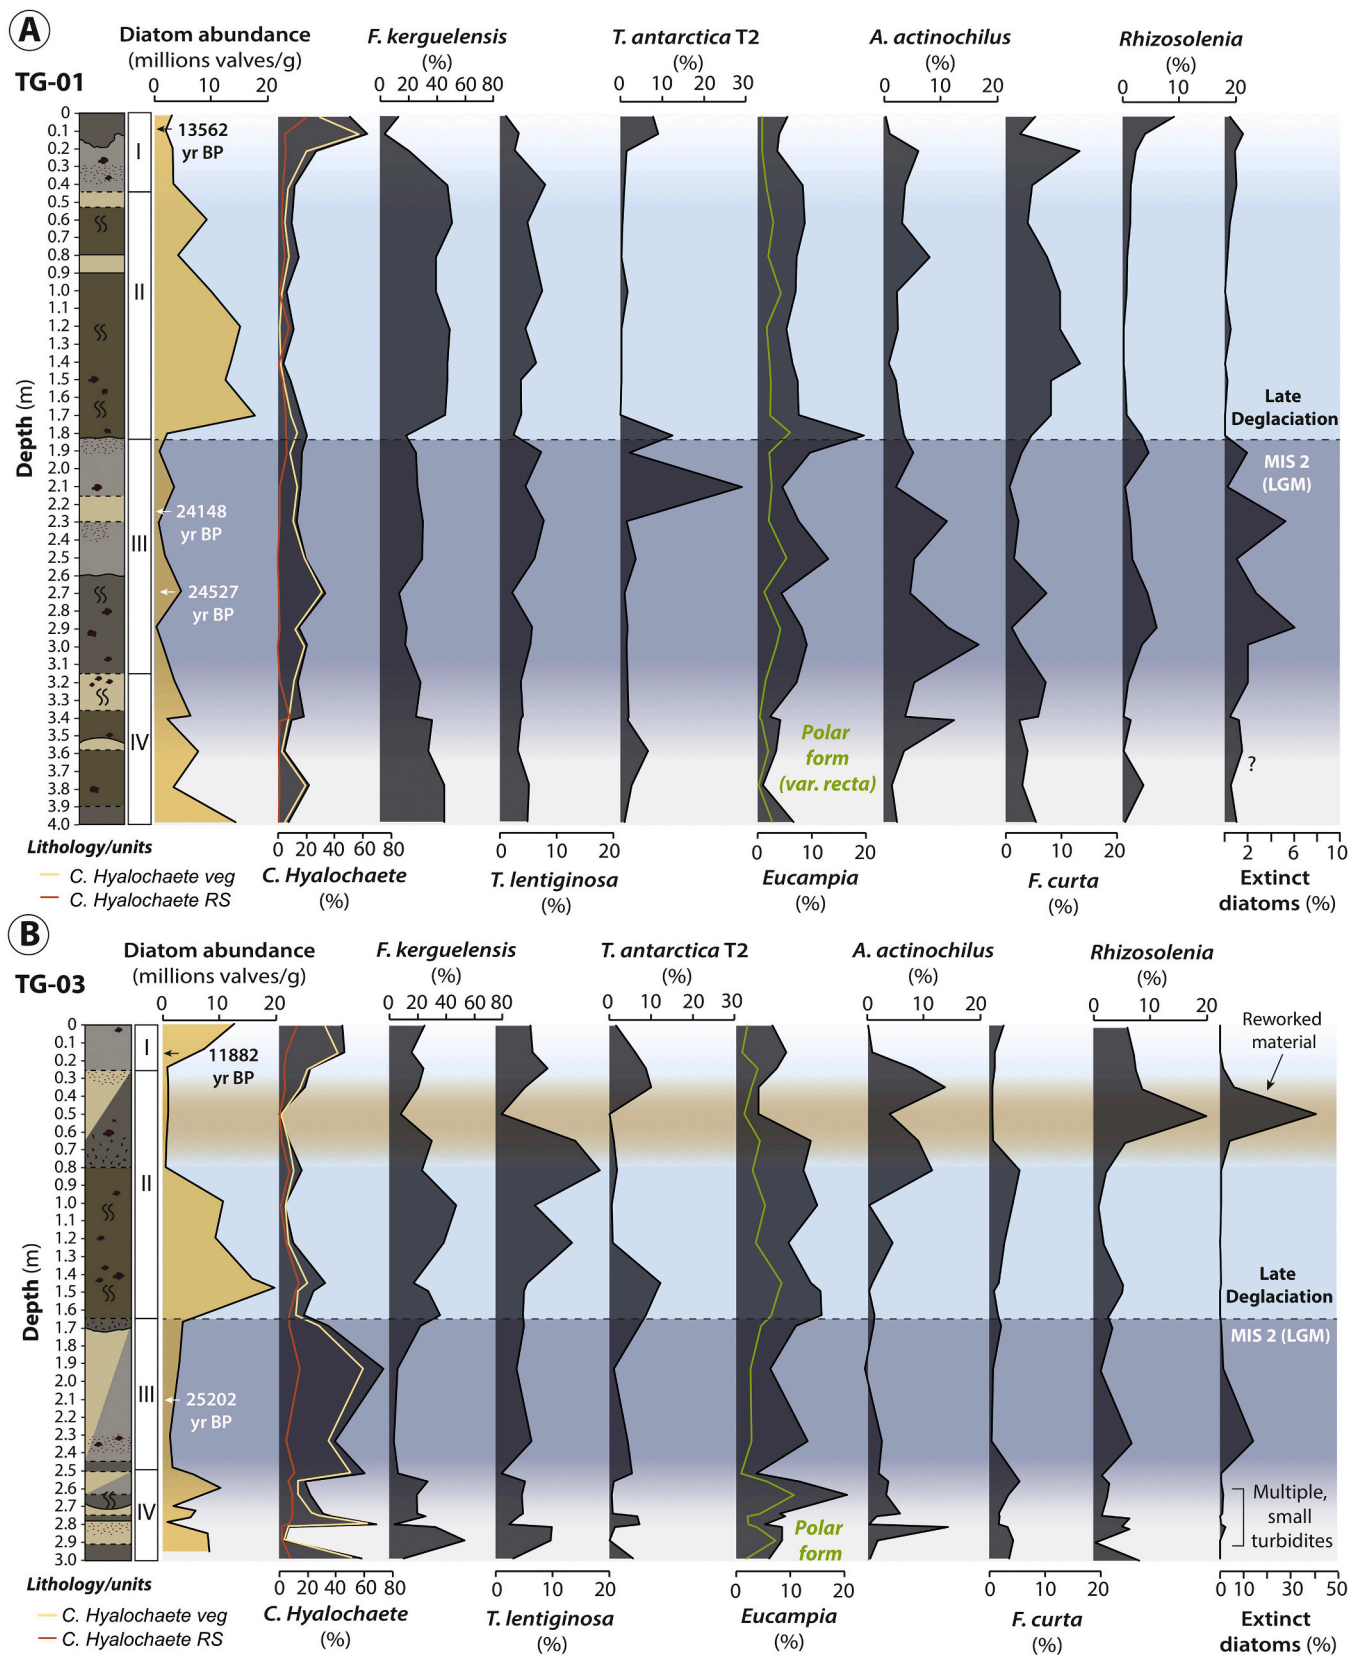 A
TG-01
Diatom abundance
(millions valves/g)
0 10 20
F. kerguelensis
(%)
0 20 40 60 80
T. antarctica T2
(%)
0 10 20 30
A. actinochilus
(%)
0 10 20
Rhizosolenia
(%)
0 10 20
Depth (m)
0
0.1
0.2
0.3
0.4
0.5
0.6
0.7
0.8
0.9
1.0
1.1
1.2
1.4
1.5
1.7
1.8
1.9
2.0
2.1
2.2
2.3
2.4
2.5
2.6
2.7
2.8
2.9
3.0
3.1
3.2
3.3
3.4
3.5
3.6
3.7
3.8
3.9
4.0
I
II
III
IV
13562
yr BP
24148
yr BP
24527
yr BP
Late
Deglaciation
MIS 2
(LGM)
Polar
form
(var. recta)
?
Lithology/units
C. Hyalochaete veg
C. Hyalochaete RS
0 20 40 60 80
C. Hyalochaete
(%)
0 10 20
T. lentiginosa
(%)
0 10 20
Eucampia
(%)
0 10 20
F. curta
(%)
2 6 10
Extinct
diatoms (%)
B
TG-03
Diatom abundance
(millions valves/g)
0 10 20
F. kerguelensis
(%)
0 20 40 60 80
T. antarctica T2
(%)
0 10 20 30
A. actinochilus
(%)
0 10 20
Rhizosolenia
(%)
0 10 20
Reworked
material
Depth (m)
0
0.1
0.2
0.3
0.5
0.6
0.7
0.8
0.9
1.0
1.1
1.2
1.3
1.4
1.5
1.6
1.7
1.8
1.9
2.0
2.1
2.2
2.3
2.4
2.5
2.6
2.7
2.8
2.9
3.0
I
II
III
IV
11882
yr BP
25202
yr BP
Late
Deglaciation
MIS 2 (LGM)
Multiple,
small
turbidites
Polar
form
Lithology/units
C. Hyalochaete veg
C. Hyalochaete RS
0 20 40 60 80
C. Hyalochaete
(%)
0 10 20
T. lentiginosa
(%)
0 10 20
Eucampia
(%)
0 10 20
F. curta
(%)
0 10 30 50
Extinct
diatoms (%)